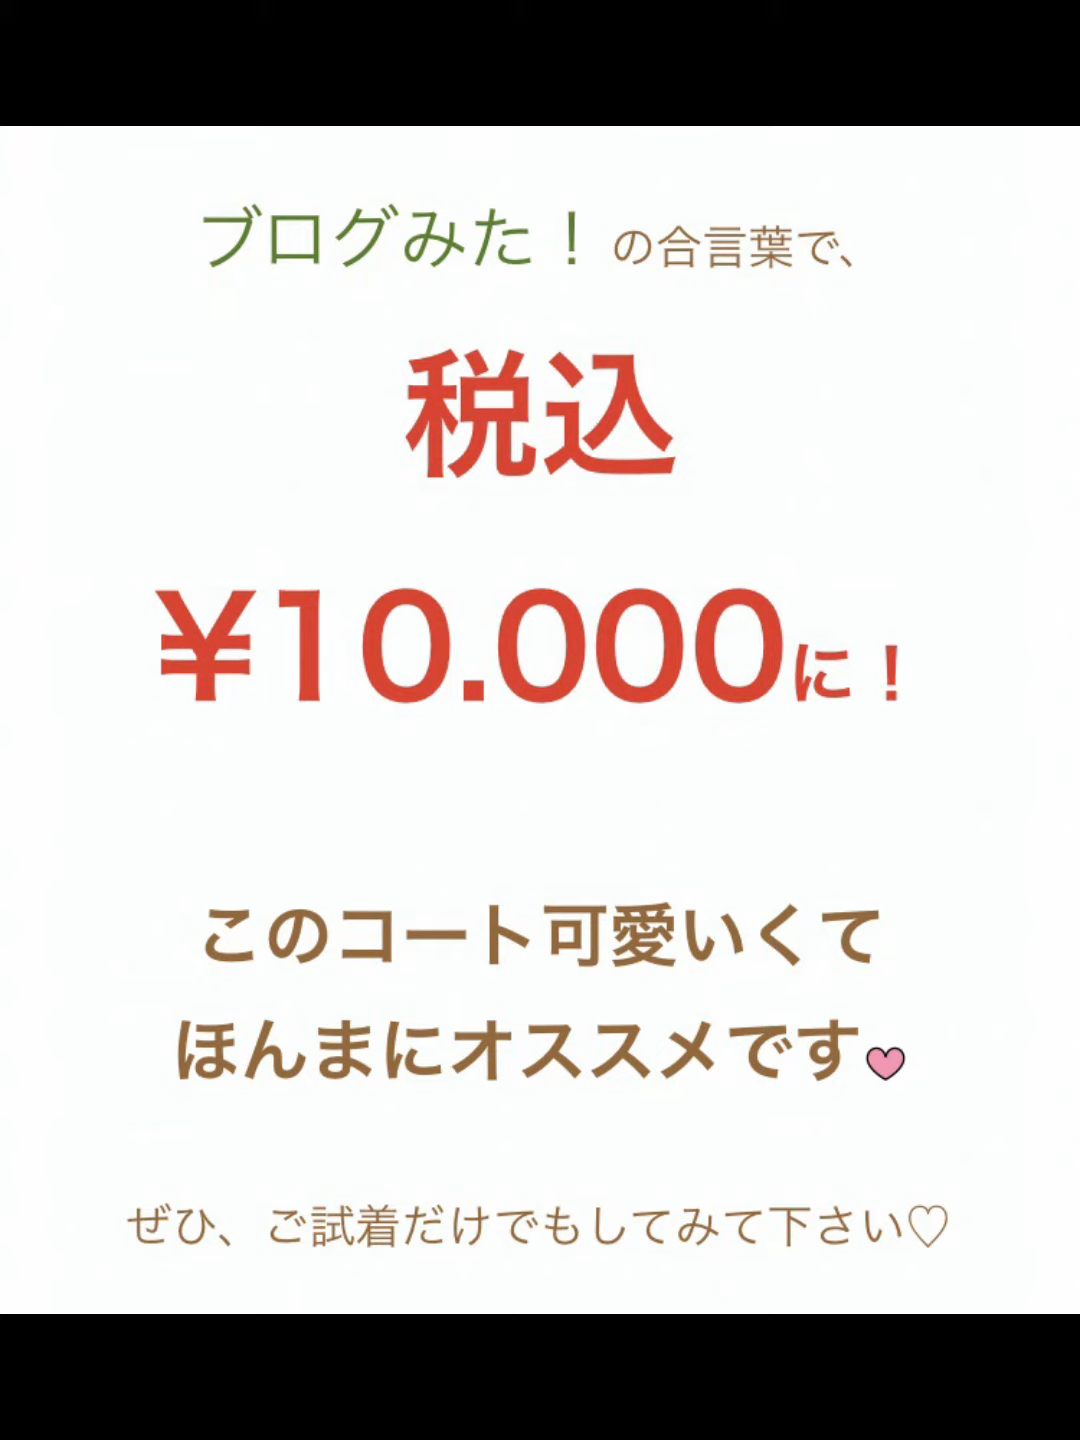 ブログみた！の合言葉で、
税込
¥10.000に！
このコート可愛いくて
ほんまにオススメです💗
ぜひ、ご試着だけでもしてみて下さい♡